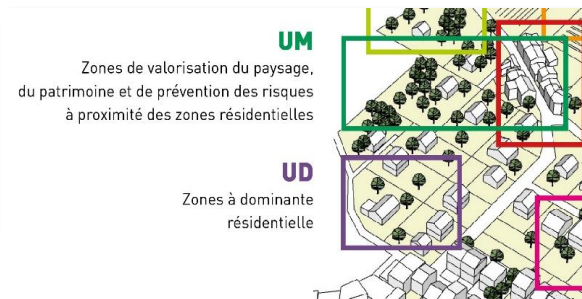 UM
Zones de valorisation du paysage,
du patrimoine et de prévention des risques
à proximité des zones résidentielles
UD
Zones à dominante
résidentielle